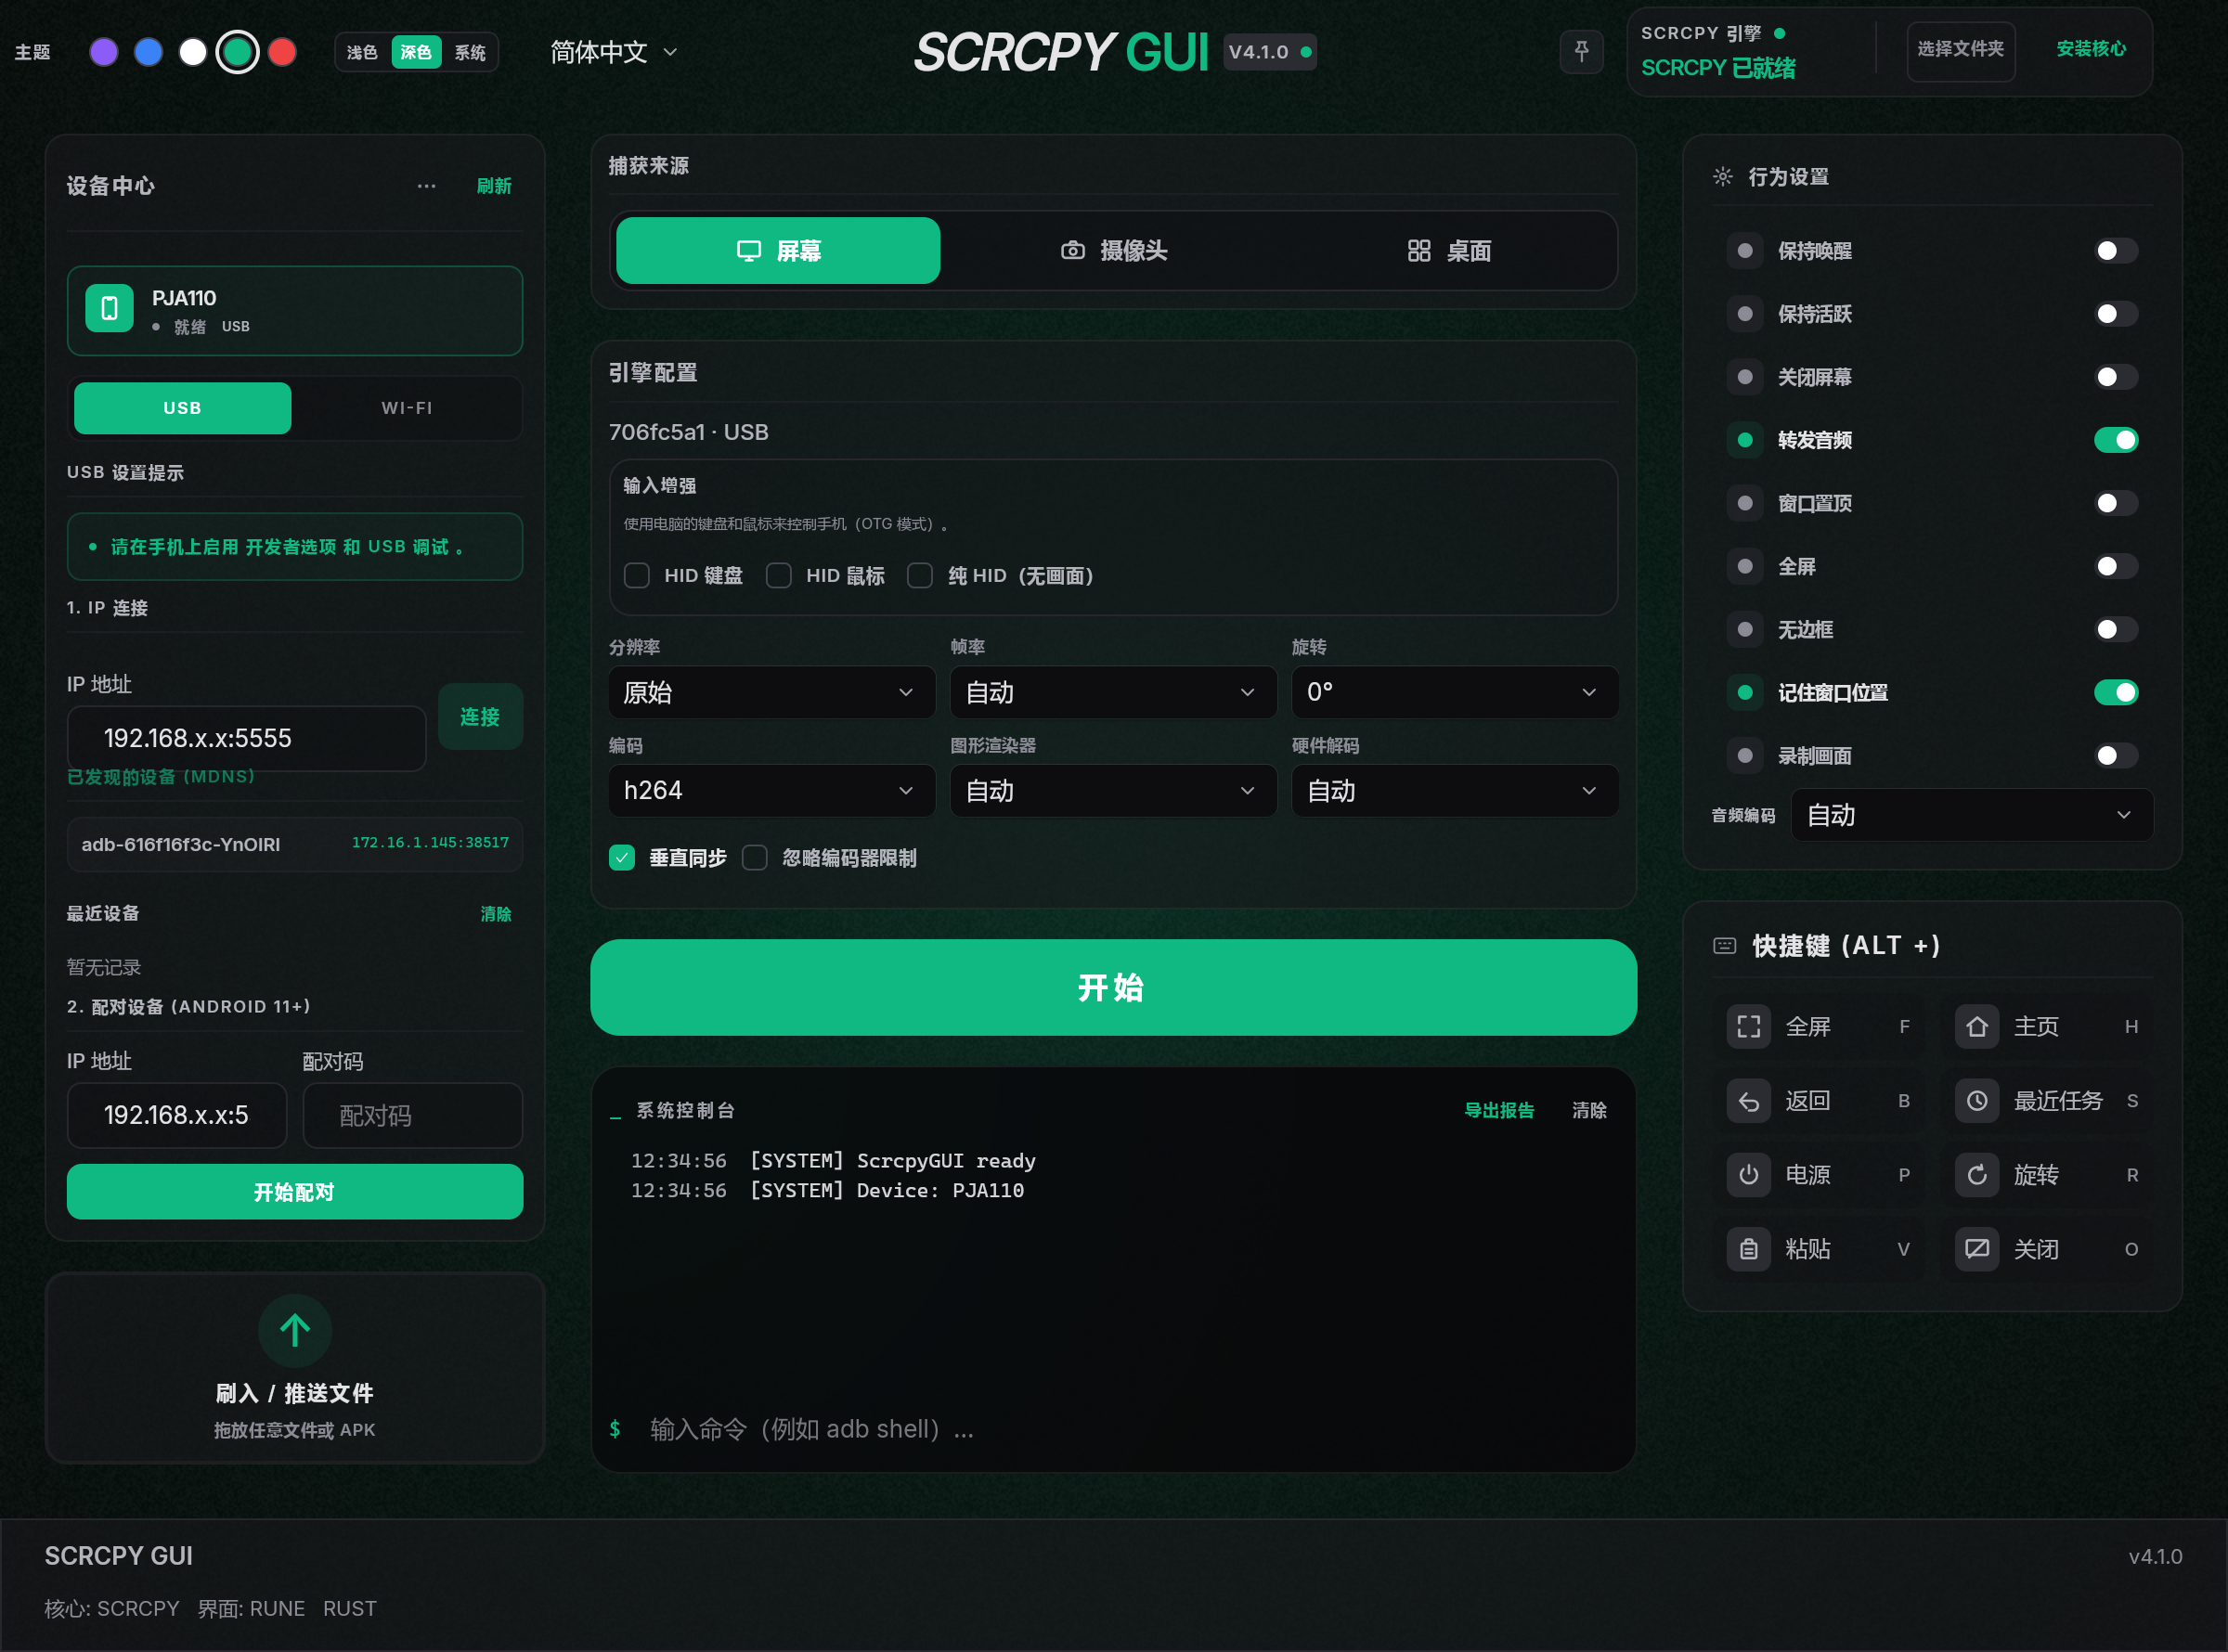 主题
浅色 深色 系统
简体中文
SCRCPY GUI V4.1.0
SCRCPY 引擎
SCRCPY 已就绪
选择文件夹
安装核心
设备中心
... 刷新
PJA110
就绪 USB
USB WI-FI
USB 设置提示
请在手机上启用 开发者选项 和 USB 调试 。
1. IP 连接
IP 地址
192.168.x.x:5555
连接
已发现的设备 (MDNS)
adb-616f16f3c-YnOIRI 172.16.1.145:38517
最近设备 清除
暂无记录
2. 配对设备 (ANDROID 11+)
IP 地址 配对码
192.168.x.x:5 配对码
开始配对
刷入 / 推送文件
拖放任意文件或 APK
捕获来源
屏幕 摄像头 桌面
引擎配置
706fc5a1 · USB
输入增强
使用电脑的键盘和鼠标来控制手机（OTG 模式）。
HID 键盘 HID 鼠标 纯 HID（无画面）
分辨率 帧率 旋转
原始 自动 0°
编码 图形渲染器 硬件解码
h264 自动 自动
垂直同步 忽略编码器限制
开始
_ 系统控制台 导出报告 清除
12:34:56 [SYSTEM] ScrcpyGUI ready
12:34:56 [SYSTEM] Device: PJA110
$ 输入命令（例如 adb shell）...
行为设置
保持唤醒
保持活跃
关闭屏幕
转发音频
窗口置顶
全屏
无边框
记住窗口位置
录制画面
音频编码 自动
快捷键 (ALT +)
全屏 F 主页 H
返回 B 最近任务 S
电源 P 旋转 R
粘贴 V 关闭 O
SCRCPY GUI v4.1.0
核心: SCRCPY 界面: RUNE RUST